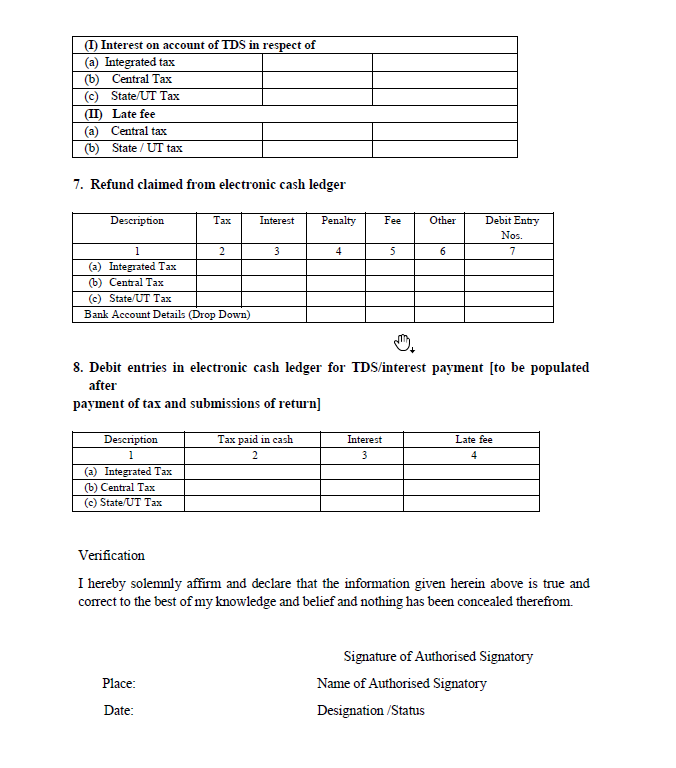 (I) Interest on account of TDS in respect of
(a) Integrated tax
(b) Central Tax
(c) State/UT Tax
(II) Late fee
(a) Central tax
(b) State / UT tax
7. Refund claimed from electronic cash ledger
Description Tax Interest Penalty Fee Other Debit Entry
Nos.
1 2 3 4 5 6 7
(a) Integrated Tax
(b) Central Tax
(c) State/UT Tax
Bank Account Details (Drop Down)
8. Debit entries in electronic cash ledger for TDS/interest payment [to be populated
after
payment of tax and submissions of return]
Description Tax paid in cash Interest Late fee
1 2 3 4
(a) Integrated Tax
(b) Central Tax
(c) State/UT Tax
Verification
I hereby solemnly affirm and declare that the information given herein above is true and
correct to the best of my knowledge and belief and nothing has been concealed therefrom.
Signature of Authorised Signatory
Place: Name of Authorised Signatory
Date: Designation /Status